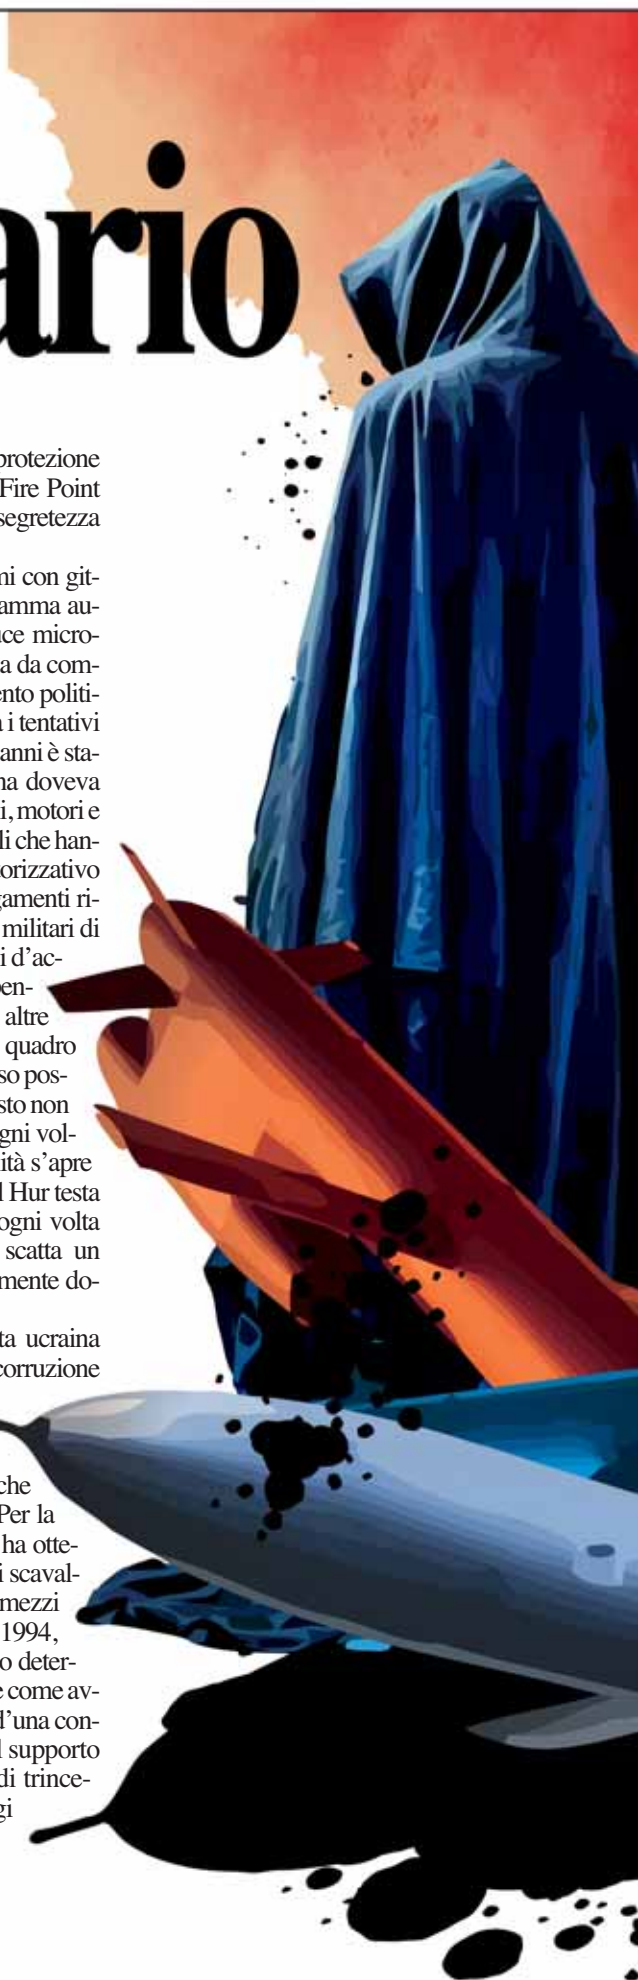 ario
protezione
Fire Point
segretezza
mi con git-
amma au-
ce micro-
a da com-
nto politi-
i tentativi
anni è sta-
na doveva
i, motori e
li che han-
orizzativo
gamenti ri-
militari di
i d'ac-
pen-
altre
quadro
so pos-
sto non
gni vol-
ità s'apre
l Hur testa
ogni volta
scatta un
mente do-
ta ucraina
corruzione
che
Per la
ha otte-
i scaval-
mezzi
1994,
o deter-
e come av-
d'una con-
l supporto
di trince-
gi